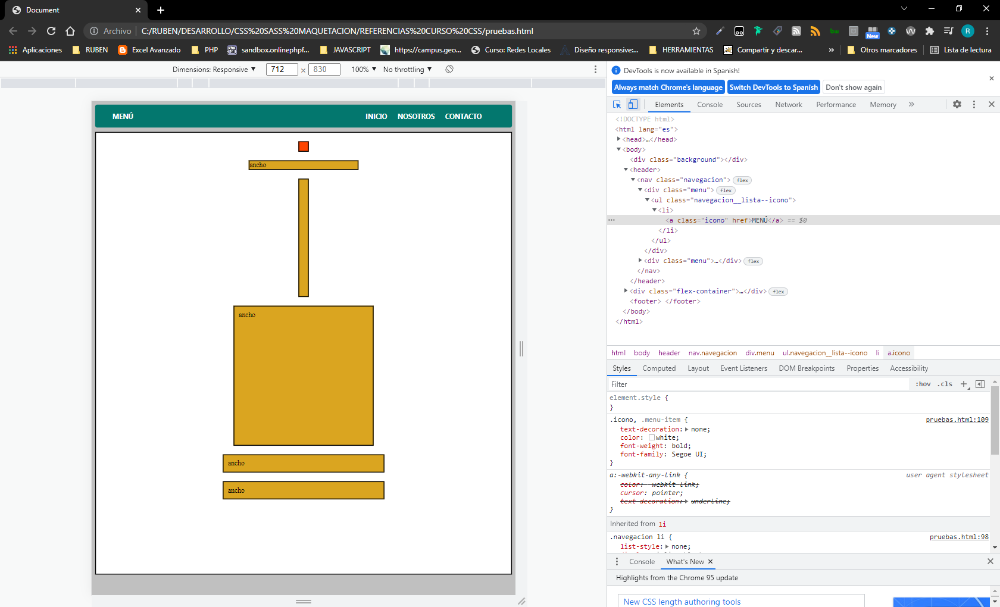 Document
Archivo C:/RUBEN/DESARROLLO/CSS%20SASS%20MAQUETACION/REFERENCIAS%20CURSO%20CSS/pruebas.html
New
R
Aplicaciones RUBEN Excel Avanzado PHP sandbox.onlinephpf... JAVASCRIPT https://campus.geo... Curso: Redes Locales Diseño responsive:... HERRAMIENTAS Compartir y descar... » Otros marcadores Lista de lectura
Dimensions: Responsive 712 × 830 100% No throttling
MENÚ INICIO NOSOTROS CONTACTO
ancho
ancho
ancho
ancho
DevTools is now available in Spanish!
Always match Chrome's language Switch DevTools to Spanish Don't show again
Elements Console Sources Network Performance Memory »
<!DOCTYPE html>
<html lang="es">
<head>…</head>
<body>
<div class="background"></div>
<header>
<nav class="navegacion> flex
<div class="menu"> flex
<ul class="navegacion__lista--icono">
<li>
<a class="icono" href>MENÚ</a> == $0
</li>
</ul>
</div>
<div class="menu">…</div> flex
</nav>
</header>
<div class="flex-container">…</div> flex
<footer> </footer>
</body>
</html>
html body header nav.navegacion div.menu ul.navegacion__lista--icono li a.icono
Styles Computed Layout Event Listeners DOM Breakpoints Properties Accessibility
Filter :hov .cls +
element.style {
}
.icono, .menu-item { pruebas.html:109
text-decoration: none;
color: white;
font-weight: bold;
font-family: Segoe UI;
}
a:-webkit-any-link { user agent stylesheet
color: -webkit-link;
cursor: pointer;
text-decoration: underline;
}
Inherited from li
.navegacion li { pruebas.html:98
list-style: none;
Console What's New
Highlights from the Chrome 95 update
New CSS length authoring tools